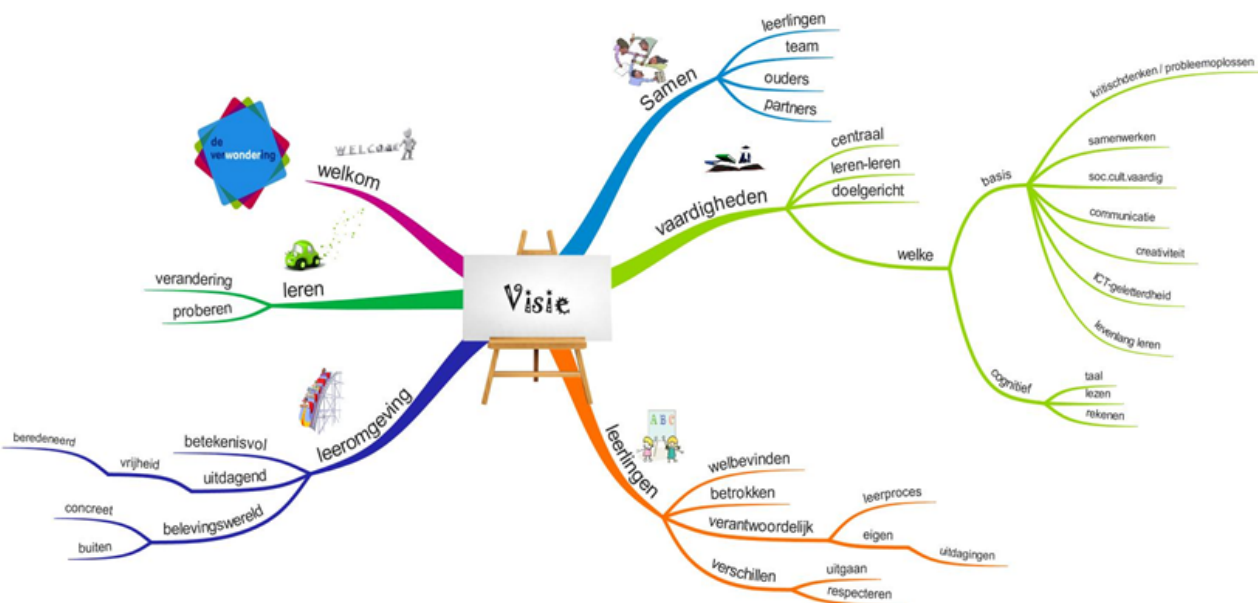 Visie
Samen
leerlingen
team
ouders
partners
vaardigheden
centraal
leren-leren
doelgericht
welke
basis
kritischdenken / probleemoplossen
samenwerken
soc.cult.vaardig
communicatie
creativiteit
ICT-geletterdheid
levenlang leren
cognitief
taal
lezen
rekenen
leerlingen
A B C
welbevinden
betrokken
verantwoordelijk
leerproces
eigen
uitdagingen
verschillen
uitgaan
respecteren
leeromgeving
betekenisvol
uitdagend
vrijheid
beredeneerd
belevingswereld
concreet
buiten
leren
verandering
proberen
welkom
WELCOME
de
verwondering